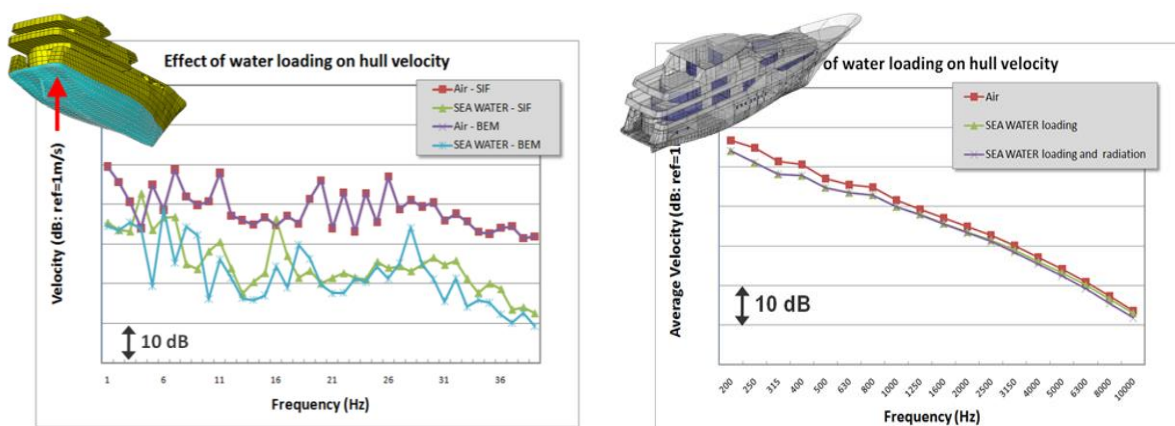 Effect of water loading on hull velocity
Air - SIF
SEA WATER - SIF
Air - BEM
SEA WATER - BEM
Velocity (dB: ref=1m/s)
10 dB
1 6 11 16 21 26 31 36
Frequency (Hz)
of water loading on hull velocity
Air
SEA WATER loading
SEA WATER loading and radiation
Average Velocity (dB: ref=1
10 dB
200 250 315 400 500 630 800 1000 1250 1600 2000 2500 3150 4000 5000 6300 8000 10000
Frequency (Hz)